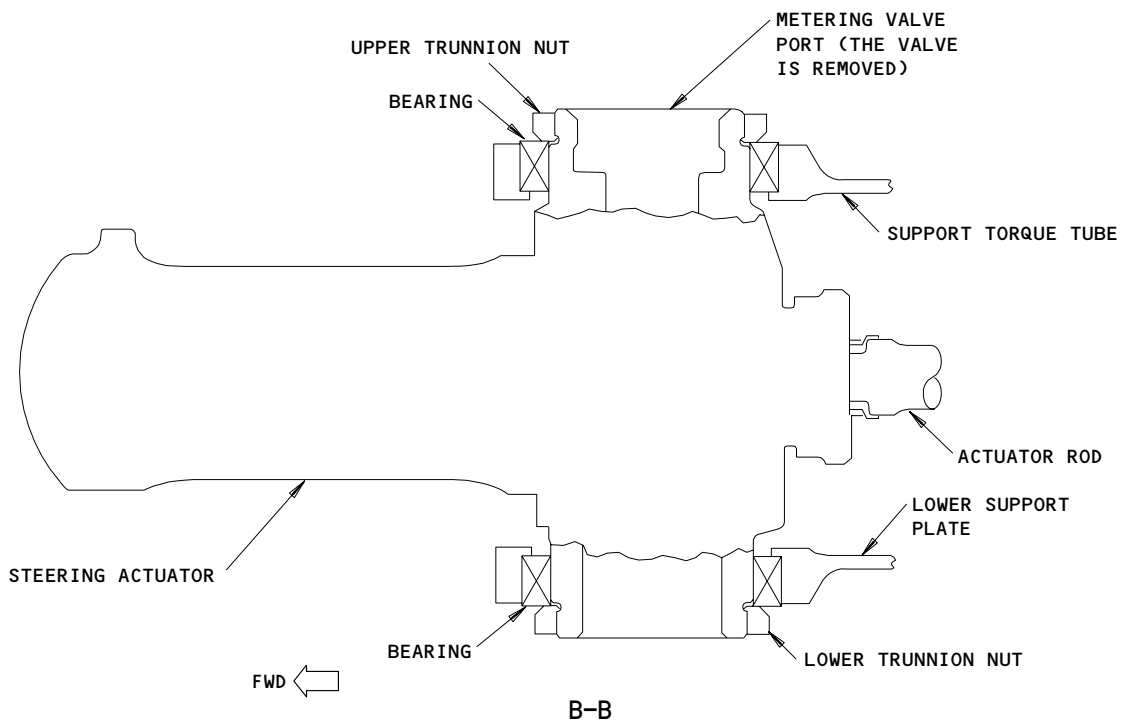 METERING VALVE
PORT (THE VALVE
IS REMOVED)
UPPER TRUNNION NUT
BEARING
SUPPORT TORQUE TUBE
ACTUATOR ROD
LOWER SUPPORT
PLATE
STEERING ACTUATOR
BEARING
LOWER TRUNNION NUT
FWD
B-B